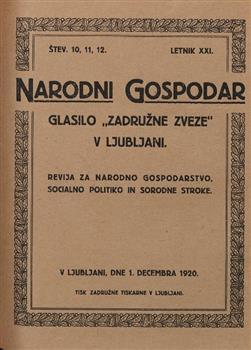 ŠTEV. 10, 11, 12. LETNIK XXI.
NARODNI GOSPODAR
GLASILO „ZADRUŽNE ZVEZE"
V LJUBLJANI.
REVIJA ZA NARODNO GOSPODARSTVO,
SOCIALNO POLITIKO IN SORODNE STROKE.
V LJUBLJANI, DNE 1. DECEMBRA 1920.
TISK ZADRUŽNE TISKARNE V LJUBLJANI.